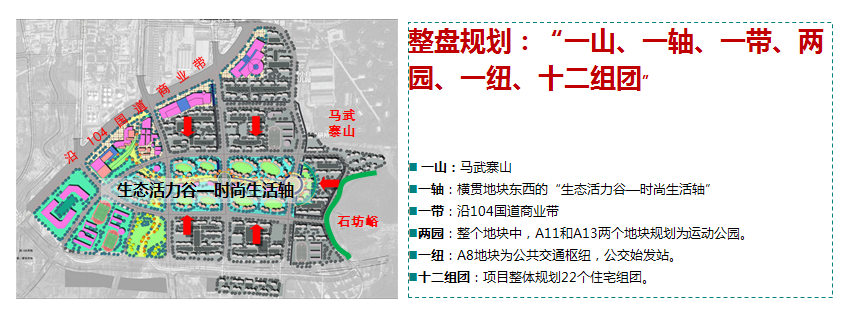 沿104国道商业带
马武
寨山
生态活力谷—时尚生活轴
石坊峪
整盘规划：“一山、一轴、一带、两
园、一纽、十二组团”
一山：马武寨山
一轴：横贯地块东西的“生态活力谷—时尚生活轴”
一带：沿104国道商业带
两园：整个地块中，A11和A13两个地块规划为运动公园。
一纽：A8地块为公共交通枢纽，公交始发站。
十二组团：项目整体规划22个住宅组团。